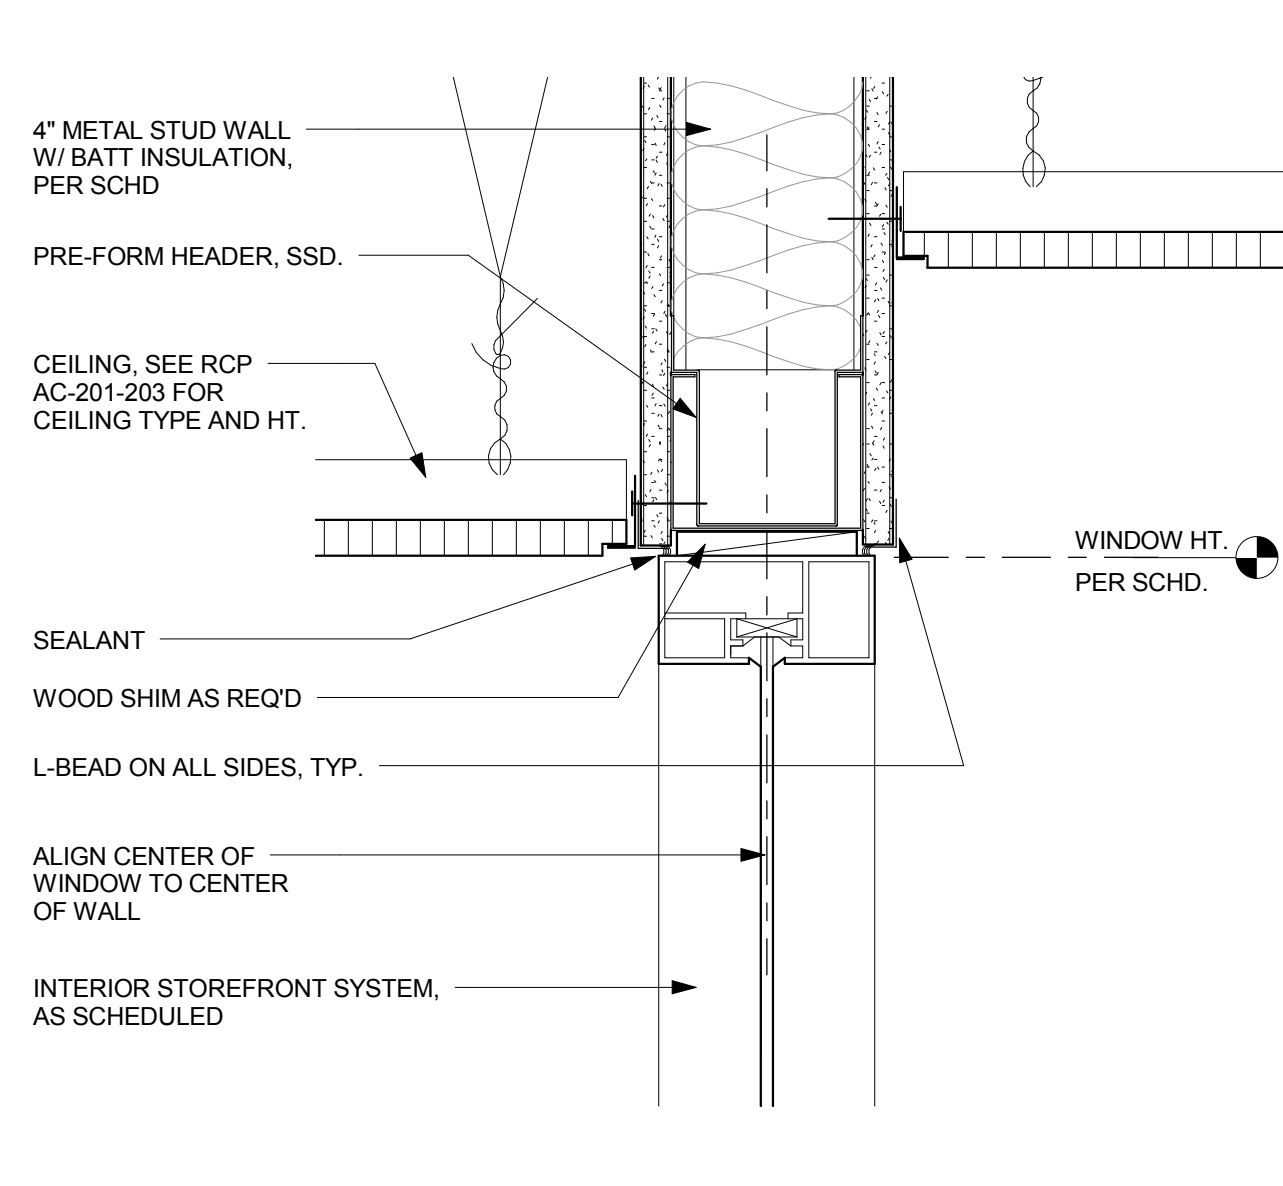 4" METAL STUD WALL
W/ BATT INSULATION,
PER SCHD
PRE-FORM HEADER, SSD.
CEILING, SEE RCP
AC-201-203 FOR
CEILING TYPE AND HT.
WINDOW HT.
PER SCHD.
SEALANT
WOOD SHIM AS REQ'D
L-BEAD ON ALL SIDES, TYP.
ALIGN CENTER OF
WINDOW TO CENTER
OF WALL
INTERIOR STOREFRONT SYSTEM,
AS SCHEDULED